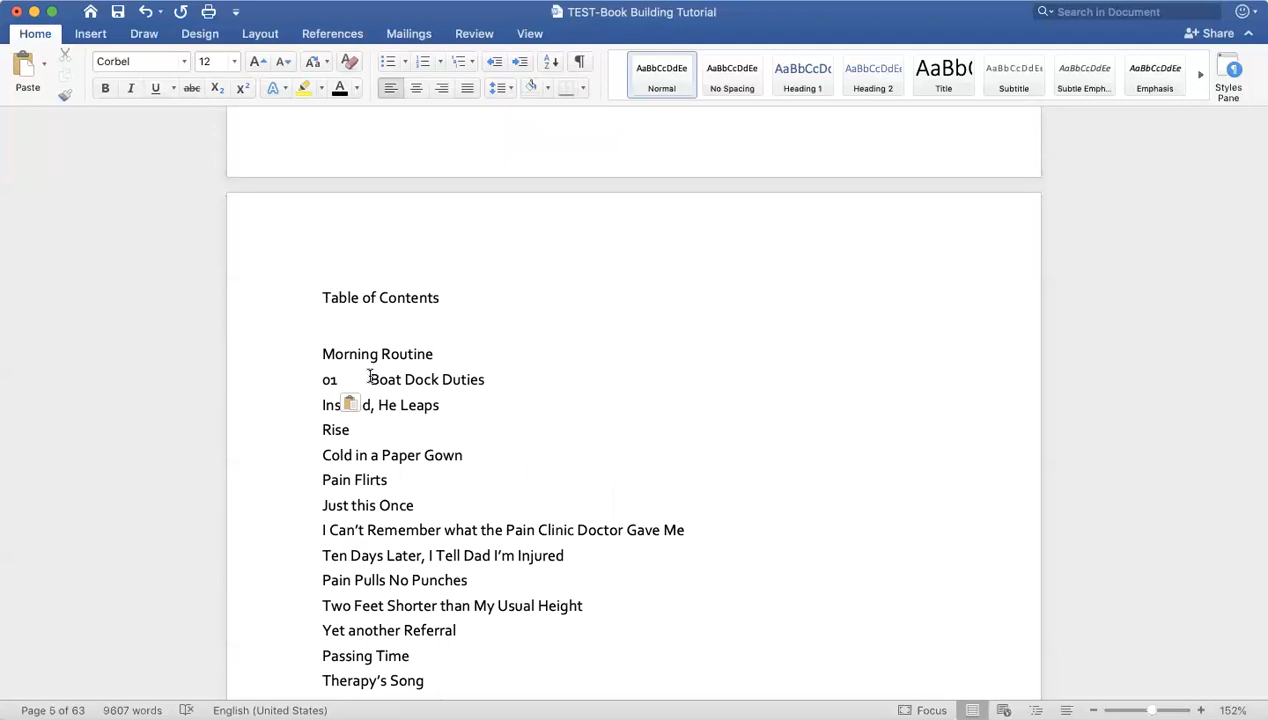 TEST-Book Building Tutorial
Search in Document
Home Insert Draw Design Layout References Mailings Review View
Share
Paste
Corbel 12
AaBbCcDdEe AaBbCcDdEe AaBbCcDc AaBbCcDdEe AaBb( AaBbCcDdEe AaBbCcDdEe AaBbCcDdEe
Normal No Spacing Heading 1 Heading 2 Title Subtitle Subtle Emph... Emphasis Styles
Pane
Table of Contents
Morning Routine
01 Boat Dock Duties
Ins d, He Leaps
Rise
Cold in a Paper Gown
Pain Flirts
Just this Once
I Can’t Remember what the Pain Clinic Doctor Gave Me
Ten Days Later, I Tell Dad I’m Injured
Pain Pulls No Punches
Two Feet Shorter than My Usual Height
Yet another Referral
Passing Time
Therapy’s Song
Page 5 of 63 9607 words English (United States) Focus 152%